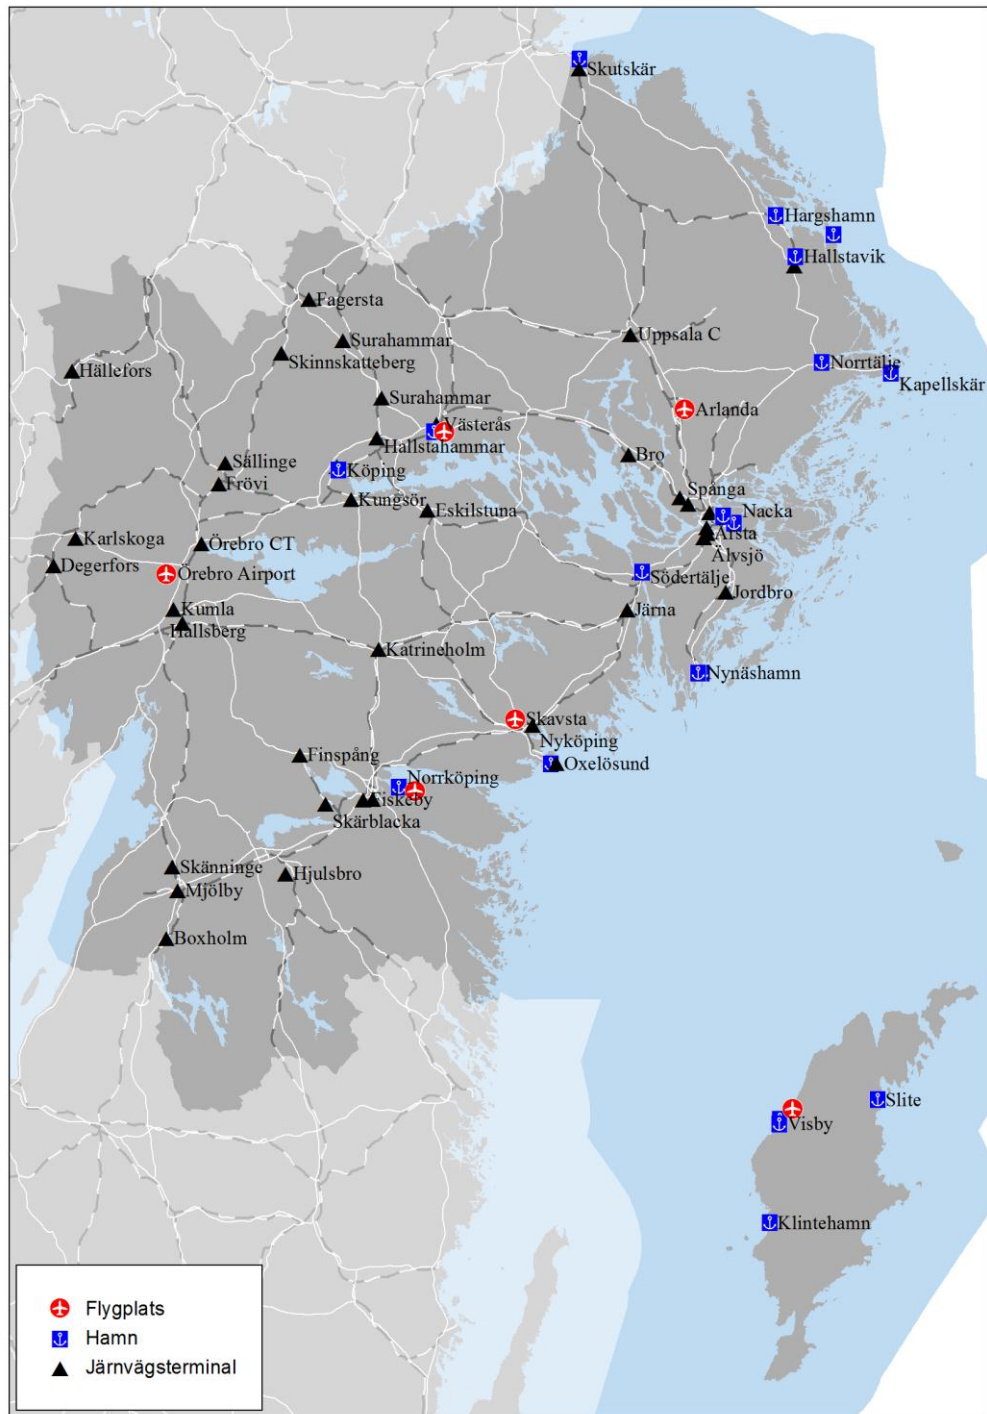 Skutskär
Hargshamn
Hallstavik
Fagersta
Uppsala C
Surahammar
Skinnskatteberg
Norrtälje
Hällefors
Kapellskär
Surahammar
Arlanda
Västerås
Hallstahammar
Bro
Sällinge
Köping
Frövi
Spånga
Kungsör
Eskilstuna
Nacka
Årsta
Karlskoga
Örebro CT
Älvsjö
Degerfors
Örebro Airport
Södertälje
Jordbro
Kumla
Järna
Hallsberg
Katrineholm
Nynäshamn
Skavsta
Nyköping
Finspång
Oxelösund
Norrköping
Fiskeby
Skärblacka
Skänninge
Hjulsbro
Mjölby
Boxholm
Slite
Visby
Klintehamn
Flygplats
Hamn
Järnvägsterminal